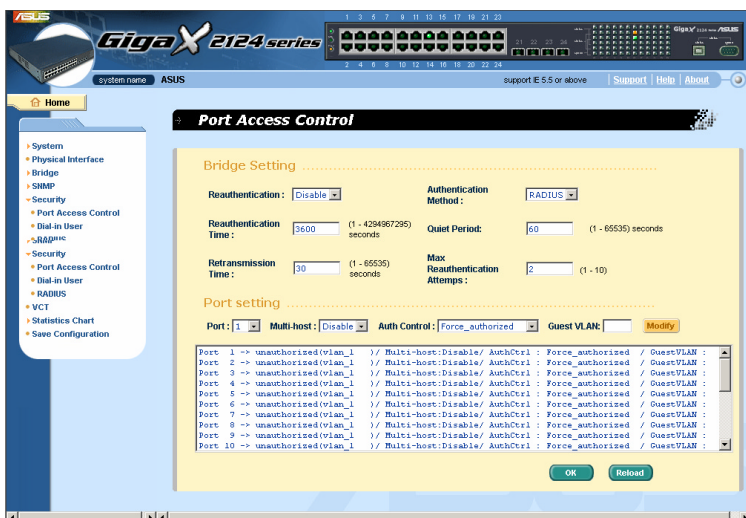 ASUS
GigaX 2124 series
1 3 5 7 9 11 13 15 17 19 21 23
2 4 6 8 10 12 14 16 18 20 22 24
21 22 23 24
GigaX 2124 ASUS
system name ASUS
support IE 5.5 or above | Support | Help | About
Home
System
Physical Interface
Bridge
SNMP
Security
Port Access Control
Dial-in User
Security
Port Access Control
Dial-in User
RADIUS
VCT
Statistics Chart
Save Configuration
Port Access Control
Bridge Setting
Reauthentication : Disable
Authentication Method : RADIUS
Reauthentication Time : 3600 (1 - 4294967295) seconds
Quiet Period: 60 (1 - 65535) seconds
Retransmission Time : 30 (1 - 65535) seconds
Max Reauthentication Attemps : 2 (1 - 10)
Port setting
Port : 1 Multi-host : Disable Auth Control : Force_authorized Guest VLAN: Modify
Port 1 -> unauthorized(vlan_1 )/ Multi-host:Disable/ AuthCtrl : Force_authorized / GuestVLAN :
Port 2 -> unauthorized(vlan_1 )/ Multi-host:Disable/ AuthCtrl : Force_authorized / GuestVLAN :
Port 3 -> unauthorized(vlan_1 )/ Multi-host:Disable/ AuthCtrl : Force_authorized / GuestVLAN :
Port 4 -> unauthorized(vlan_1 )/ Multi-host:Disable/ AuthCtrl : Force_authorized / GuestVLAN :
Port 5 -> unauthorized(vlan_1 )/ Multi-host:Disable/ AuthCtrl : Force_authorized / GuestVLAN :
Port 6 -> unauthorized(vlan_1 )/ Multi-host:Disable/ AuthCtrl : Force_authorized / GuestVLAN :
Port 7 -> unauthorized(vlan_1 )/ Multi-host:Disable/ AuthCtrl : Force_authorized / GuestVLAN :
Port 8 -> unauthorized(vlan_1 )/ Multi-host:Disable/ AuthCtrl : Force_authorized / GuestVLAN :
Port 9 -> unauthorized(vlan_1 )/ Multi-host:Disable/ AuthCtrl : Force_authorized / GuestVLAN :
Port 10 -> unauthorized(vlan_1 )/ Multi-host:Disable/ AuthCtrl : Force_authorized / GuestVLAN :
OK Reload